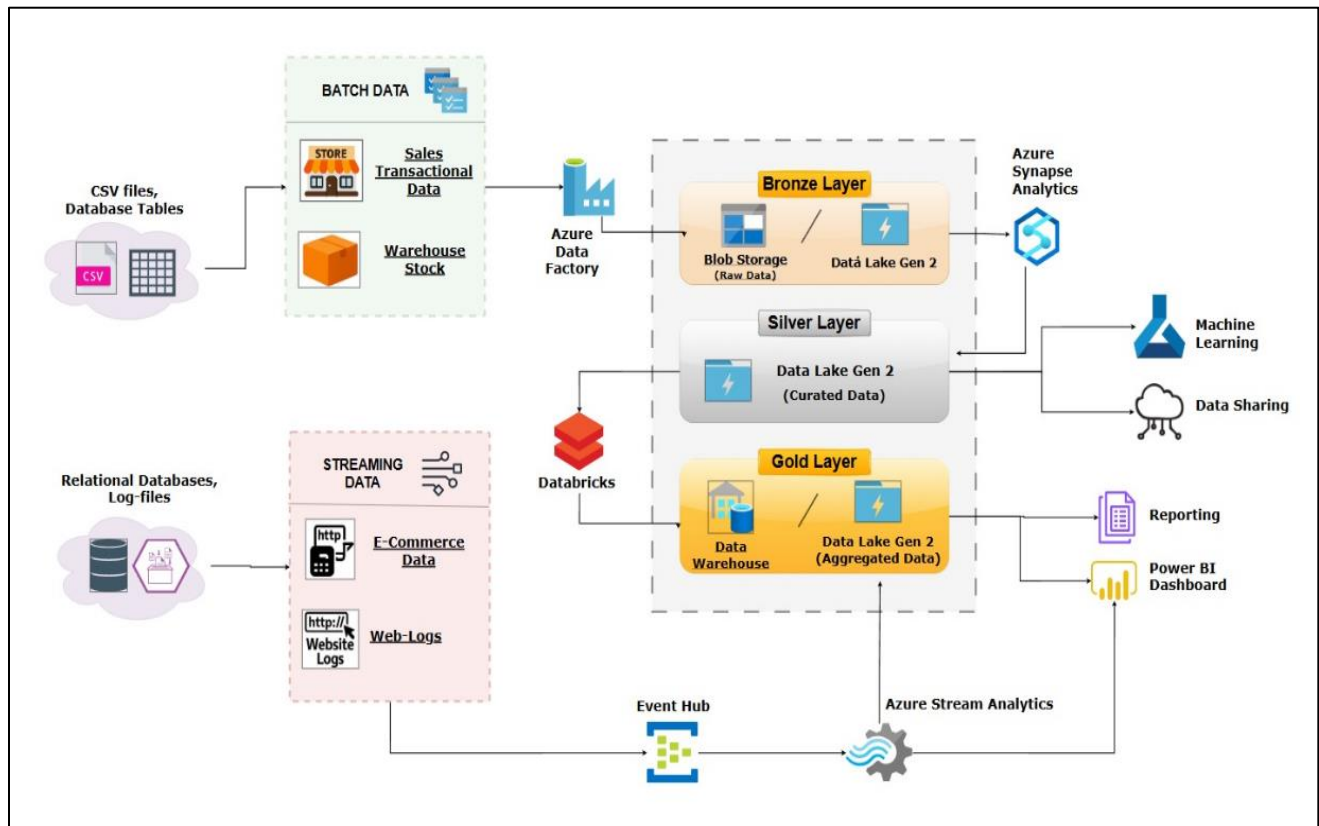 BATCH DATA
STORE
Sales
Transactional
Data
Warehouse
Stock
CSV files,
Database Tables
CSV
Azure
Data
Factory
Bronze Layer
Blob Storage
(Raw Data)
/
Data Lake Gen 2
Azure
Synapse
Analytics
Silver Layer
Data Lake Gen 2
(Curated Data)
Machine
Learning
Data Sharing
Databricks
Gold Layer
Data
Warehouse
/
Data Lake Gen 2
(Aggregated Data)
Reporting
Power BI
Dashboard
Relational Databases,
Log-files
STREAMING
DATA
http
E-Commerce
Data
http://
Website
Logs
Web-Logs
Event Hub
Azure Stream Analytics